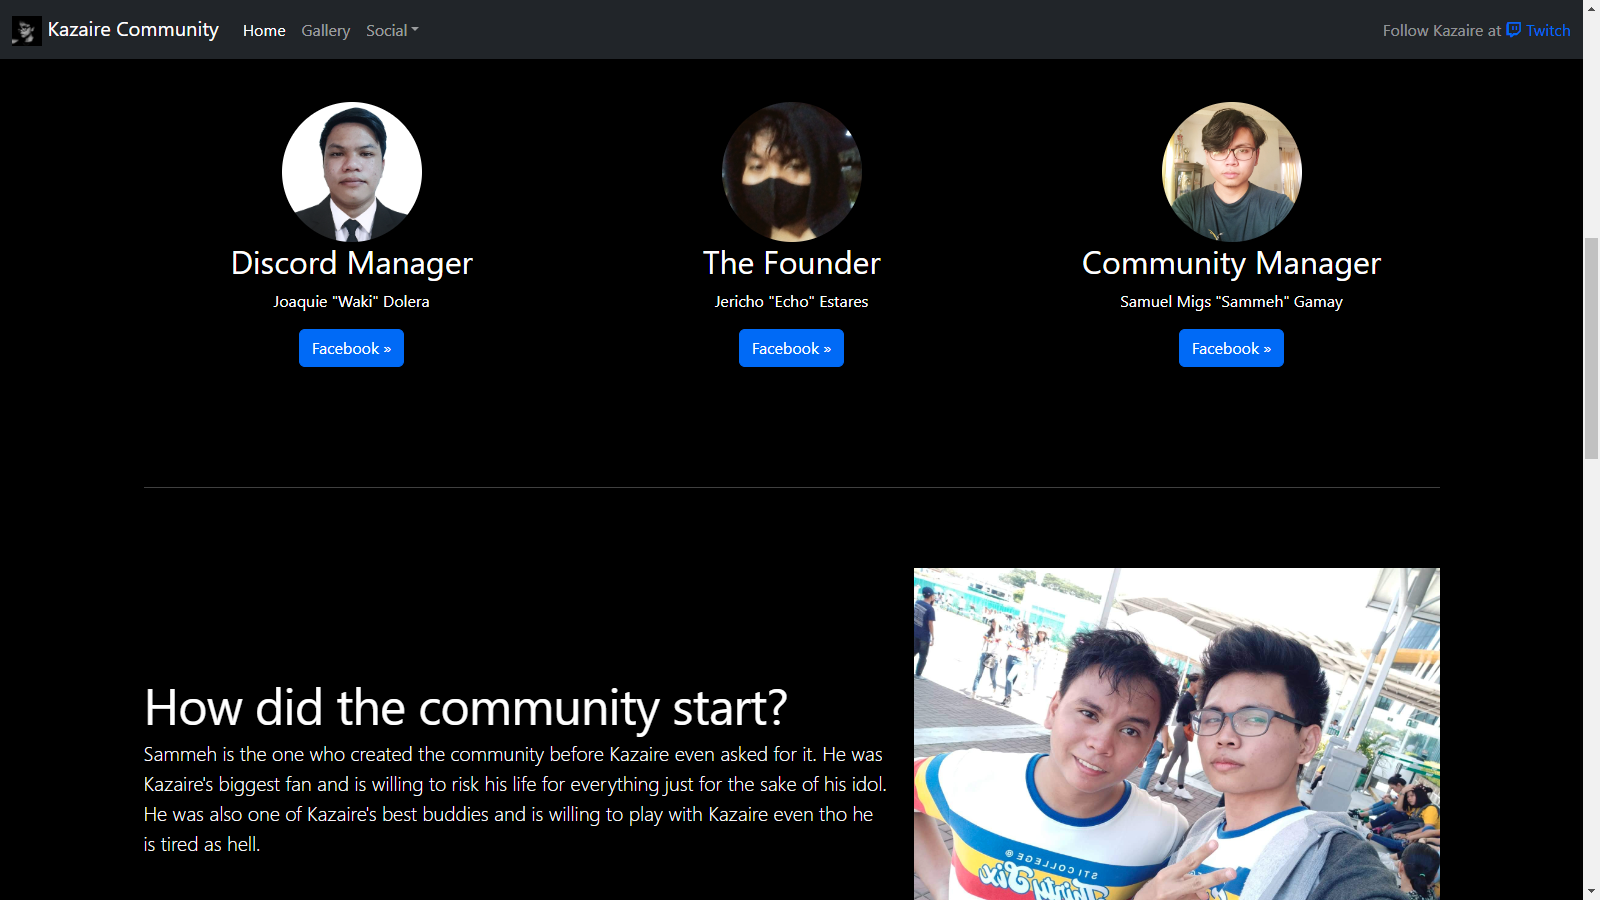 Kazaire Community Home Gallery Social Follow Kazaire at Twitch
Discord Manager The Founder Community Manager
Joaquie "Waki" Dolera Jericho "Echo" Estares Samuel Migs "Sammeh" Gamay
Facebook » Facebook » Facebook »
How did the community start?
Sammeh is the one who created the community before Kazaire even asked for it. He was
Kazaire's biggest fan and is willing to risk his life for everything just for the sake of his idol.
He was also one of Kazaire's best buddies and is willing to play with Kazaire even tho he
is tired as hell.
STI COLLEGE
Thirty Six